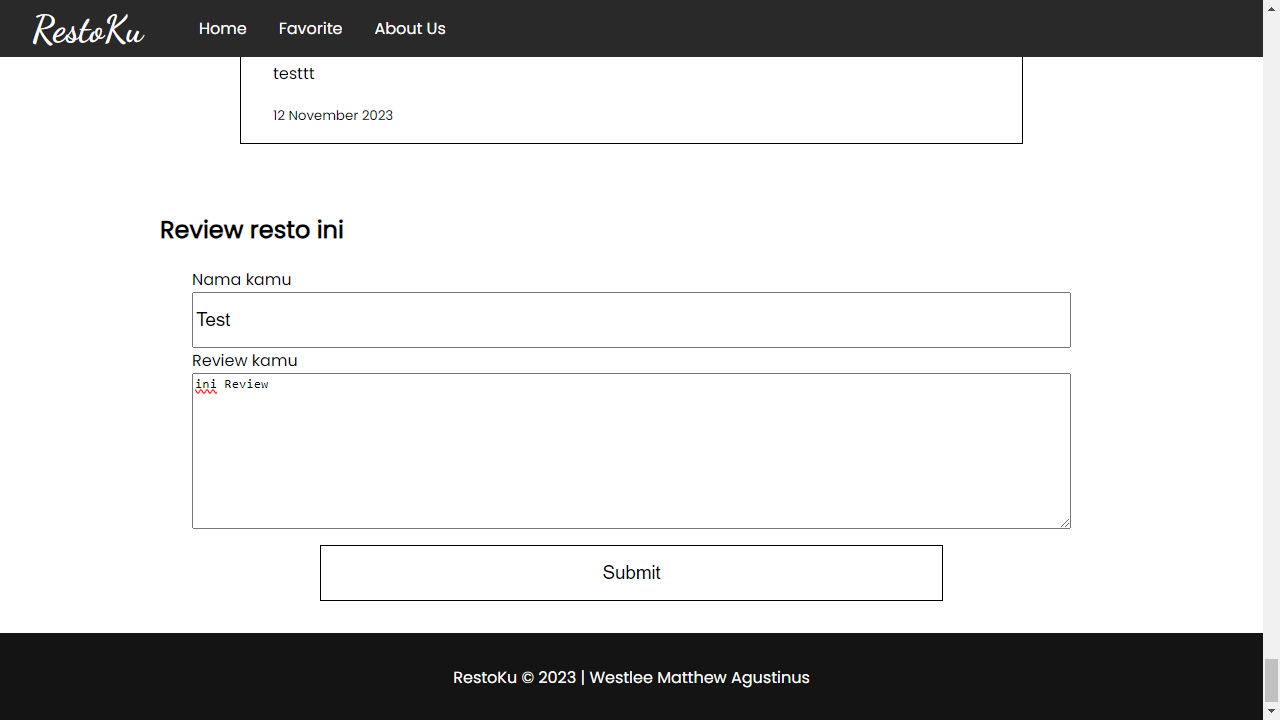 RestoKu Home Favorite About Us
testtt
12 November 2023
Review resto ini
Nama kamu
Test
Review kamu
ini Review
Submit
RestoKu © 2023 | Westlee Matthew Agustinus